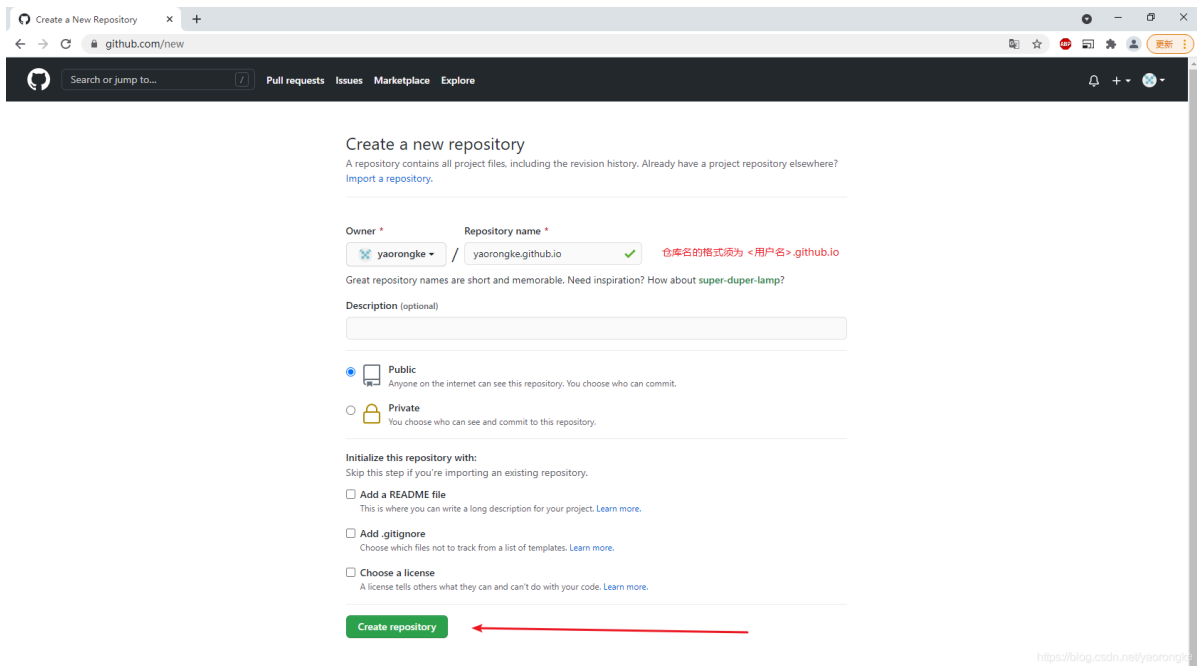 Create a New Repository
github.com/new
ABP
更新
Search or jump to...
/
Pull requests Issues Marketplace Explore
Create a new repository
A repository contains all project files, including the revision history. Already have a project repository elsewhere?
Import a repository.
Owner * Repository name *
yaorongke / yaorongke.github.io 仓库名的格式须为 <用户名>.github.io
Great repository names are short and memorable. Need inspiration? How about super-duper-lamp?
Description (optional)
Public
Anyone on the internet can see this repository. You choose who can commit.
Private
You choose who can see and commit to this repository.
Initialize this repository with:
Skip this step if you're importing an existing repository.
Add a README file
This is where you can write a long description for your project. Learn more.
Add .gitignore
Choose which files not to track from a list of templates. Learn more.
Choose a license
A license tells others what they can and can't do with your code. Learn more.
Create repository
https://blog.csdn.net/yaorongke